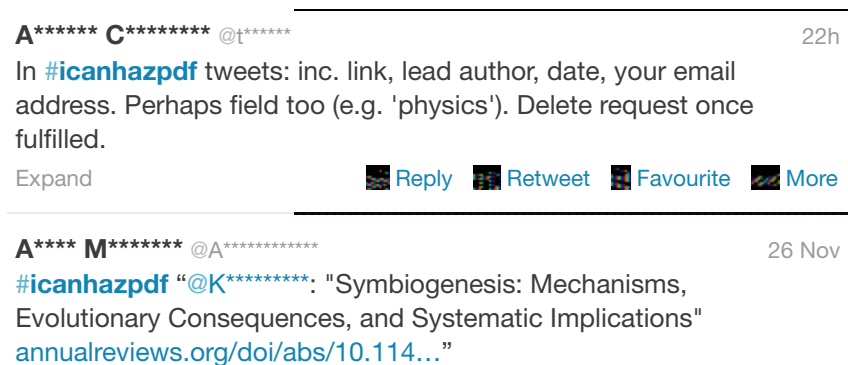 A****** C******** @t****** 22h
In #icanhazpdf tweets: inc. link, lead author, date, your email
address. Perhaps field too (e.g. 'physics'). Delete request once
fulfilled.
Expand Reply Retweet Favourite More
A**** M******* @A************ 26 Nov
#icanhazpdf “@K*********: "Symbiogenesis: Mechanisms,
Evolutionary Consequences, and Systematic Implications"
annualreviews.org/doi/abs/10.114…”